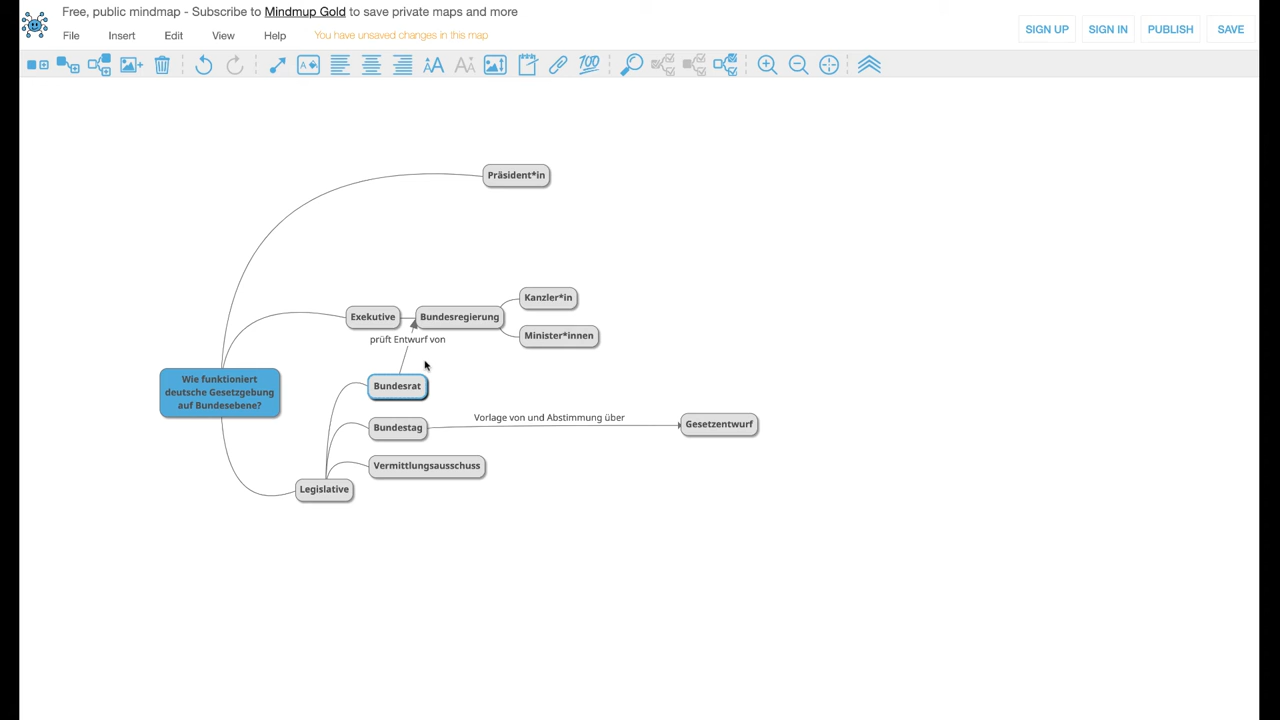 Free, public mindmap - Subscribe to Mindmup Gold to save private maps and more
File Insert Edit View Help You have unsaved changes in this map
SIGN UP SIGN IN PUBLISH SAVE
A
AA
AA
100
Präsident*in
Kanzler*in
Exekutive
Bundesregierung
Minister*innen
prüft Entwurf von
Wie funktioniert
deutsche Gesetzgebung
auf Bundesebene?
Bundesrat
Bundestag
Vorlage von und Abstimmung über
Gesetzentwurf
Vermittlungsausschuss
Legislative